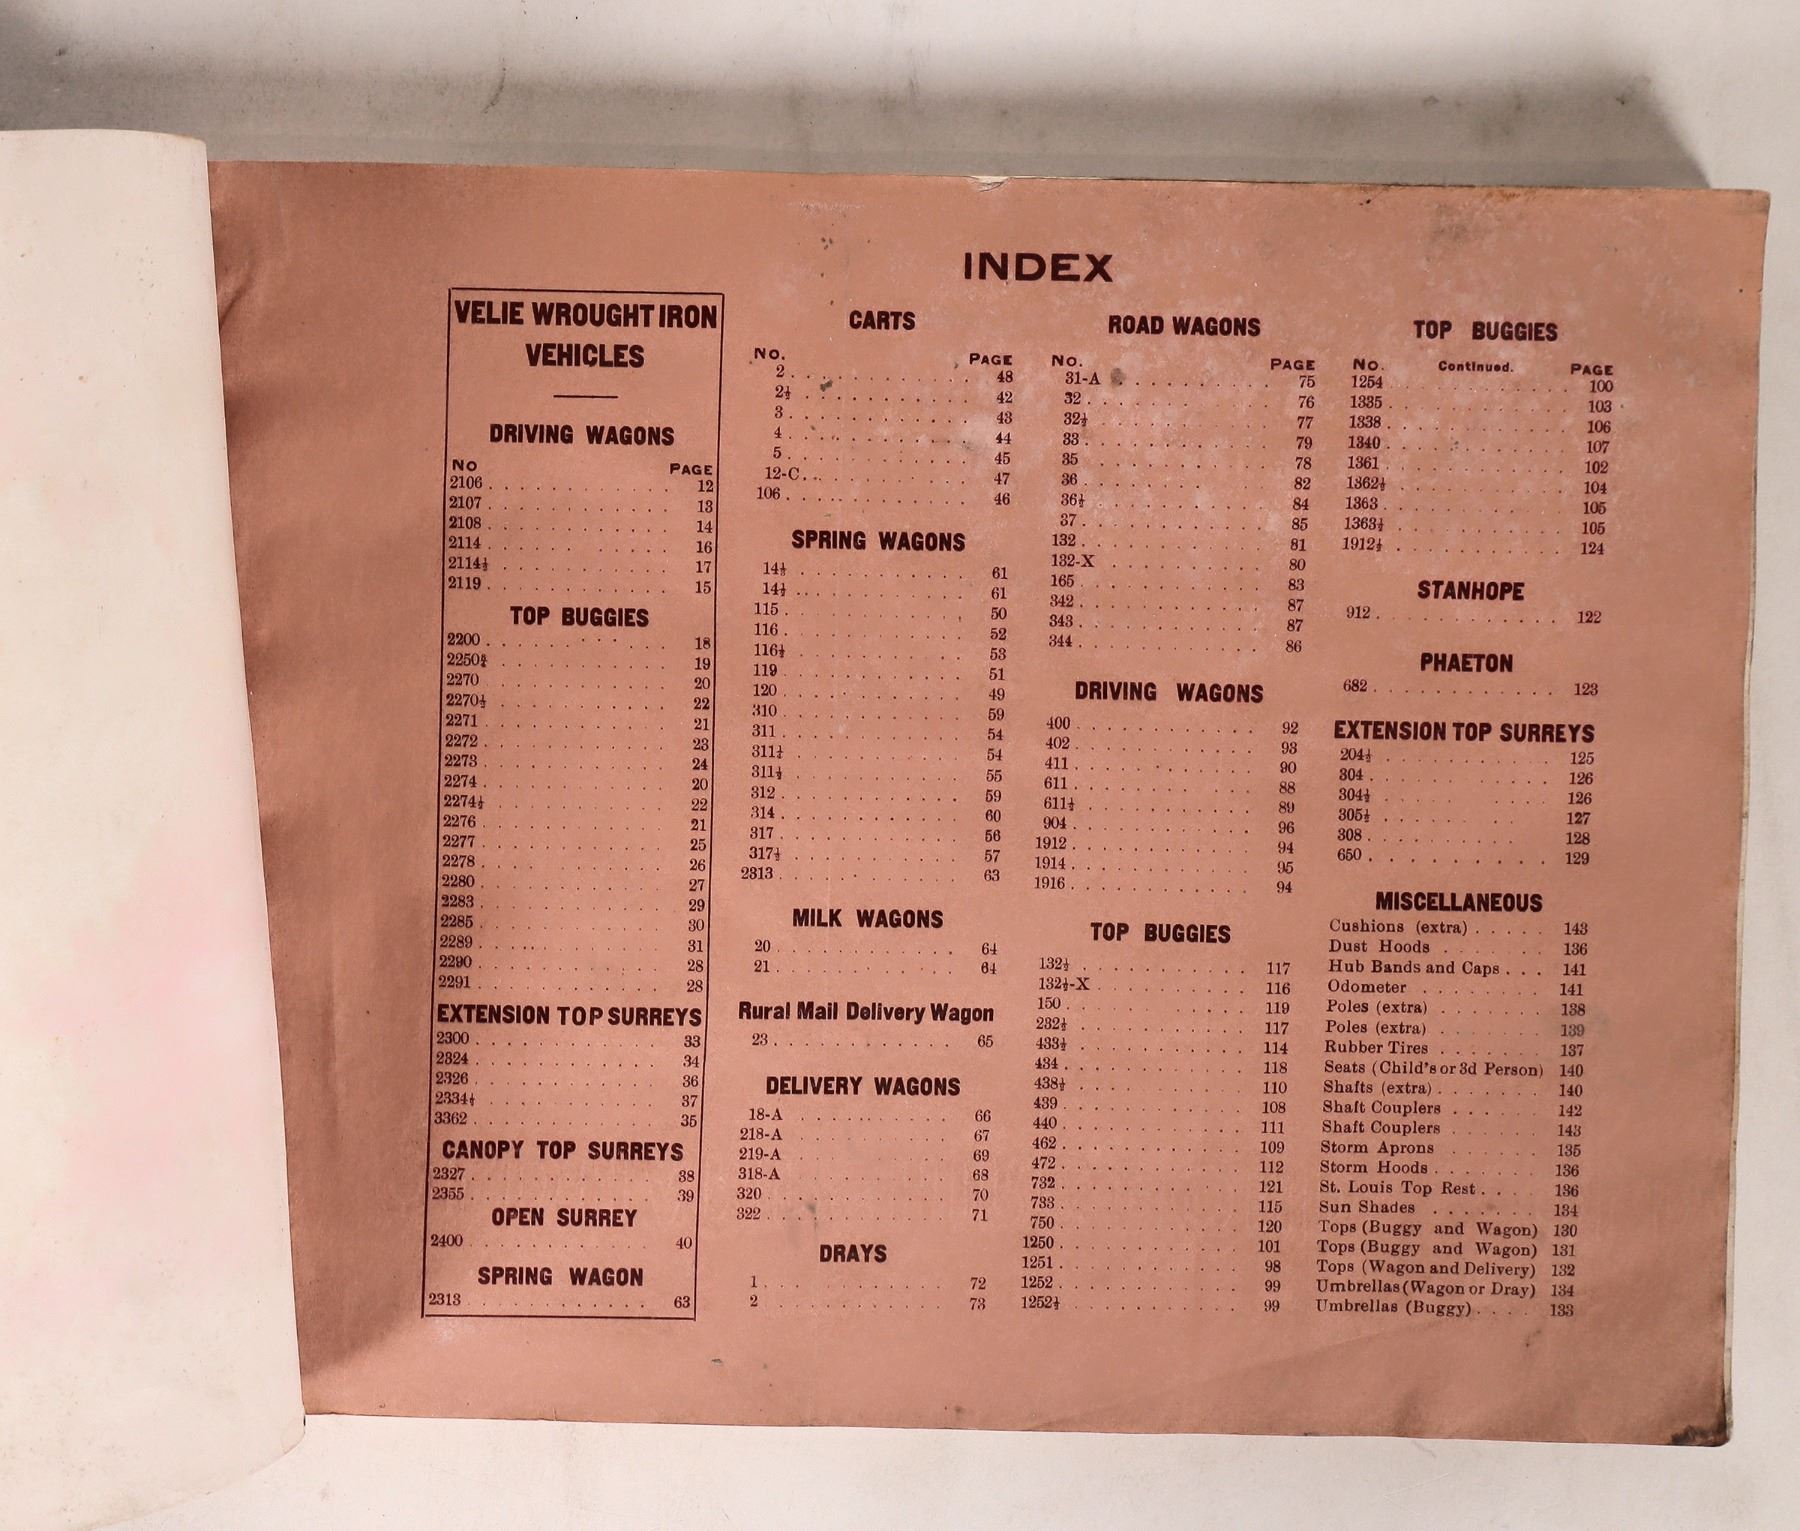 INDEX
VELIE WROUGHT IRON
VEHICLES
DRIVING WAGONS
No PAGE
2106 12
2107 13
2108 14
2114 16
2114½ 17
2119 15
TOP BUGGIES
2200 18
2250¾ 19
2270 20
2270½ 22
2271 21
2272 23
2273 24
2274 20
2274½ 22
2276 21
2277 25
2278 26
2280 27
2283 29
2285 30
2289 31
2290 28
2291 28
EXTENSION TOP SURREYS
2300 33
2324 34
2326 36
2334½ 37
3362 35
CANOPY TOP SURREYS
2327 38
2355 39
OPEN SURREY
2400 40
SPRING WAGON
2313 63
CARTS
No. PAGE
2 48
2½ 42
3 43
4 44
5 45
12-C 47
106 46
SPRING WAGONS
61
61
115 50
116 52
116½ 53
119 51
120 49
310 59
311 54
54
55
312 59
314 60
317 56
317½ 57
2313 63
MILK WAGONS
20 64
21 64
Rural Mail Delivery Wagon
23 65
DELIVERY WAGONS
18-A 66
218-A 67
219-A 69
318-A 68
320 70
322 71
DRAYS
1 72
2 73
ROAD WAGONS
No. PAGE
31-A 75
32 76
32½ 77
33 79
35 78
36 82
36½ 84
37 85
132 81
132-X 80
165 83
342 87
343 87
344 86
DRIVING WAGONS
400 92
402 93
411 90
611 88
611½ 89
904 96
1912 94
1914 95
1916 94
TOP BUGGIES
132½ 117
132½-X 116
150 119
232½ 117
433½ 114
434 118
438½ 110
439 108
440 111
462 109
472 112
732 121
733 115
750 120
1250 101
1251 98
1252 99
1252½ 99
TOP BUGGIES
No. Continued. PAGE
1254 100
1335 103
1338 106
1340 107
1361 102
1362½ 104
1363 105
1363½ 105
1912½ 124
STANHOPE
912 122
PHAETON
682 123
EXTENSION TOP SURREYS
204½ 125
304 126
304½ 126
305½ 127
308 128
650 129
MISCELLANEOUS
Cushions (extra) 143
Dust Hoods 136
Hub Bands and Caps 141
Odometer 141
Poles (extra) 138
Poles (extra) 139
Rubber Tires 137
Seats (Child's or 3d Person) 140
Shafts (extra) 140
Shaft Couplers 142
Shaft Couplers 143
Storm Aprons 135
Storm Hoods 136
St. Louis Top Rest 136
Sun Shades 134
Tops (Buggy and Wagon) 130
Tops (Buggy and Wagon) 131
Tops (Wagon and Delivery) 132
Umbrellas (Wagon or Dray) 134
Umbrellas (Buggy) 133